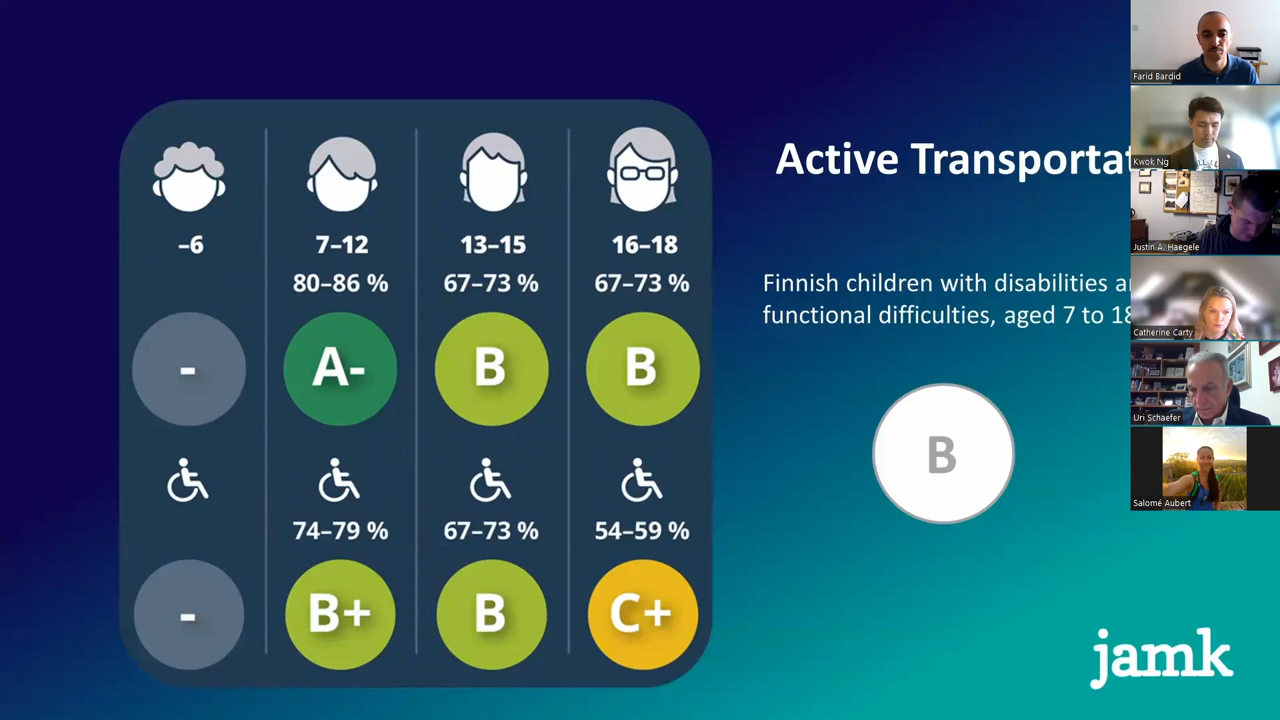 –6
7–12
13–15
16–18
80–86 %
67–73 %
67–73 %
-
A-
B
B
74–79 %
67–73 %
54–59 %
-
B+
B
C+
Active Transportat
Finnish children with disabilities a
functional difficulties, aged 7 to 18
B
jamk
Farid Bardid
Kwok Ng
Justin A. Haegele
Catherine Carty
Uri Schaefer
Salomé Aubert